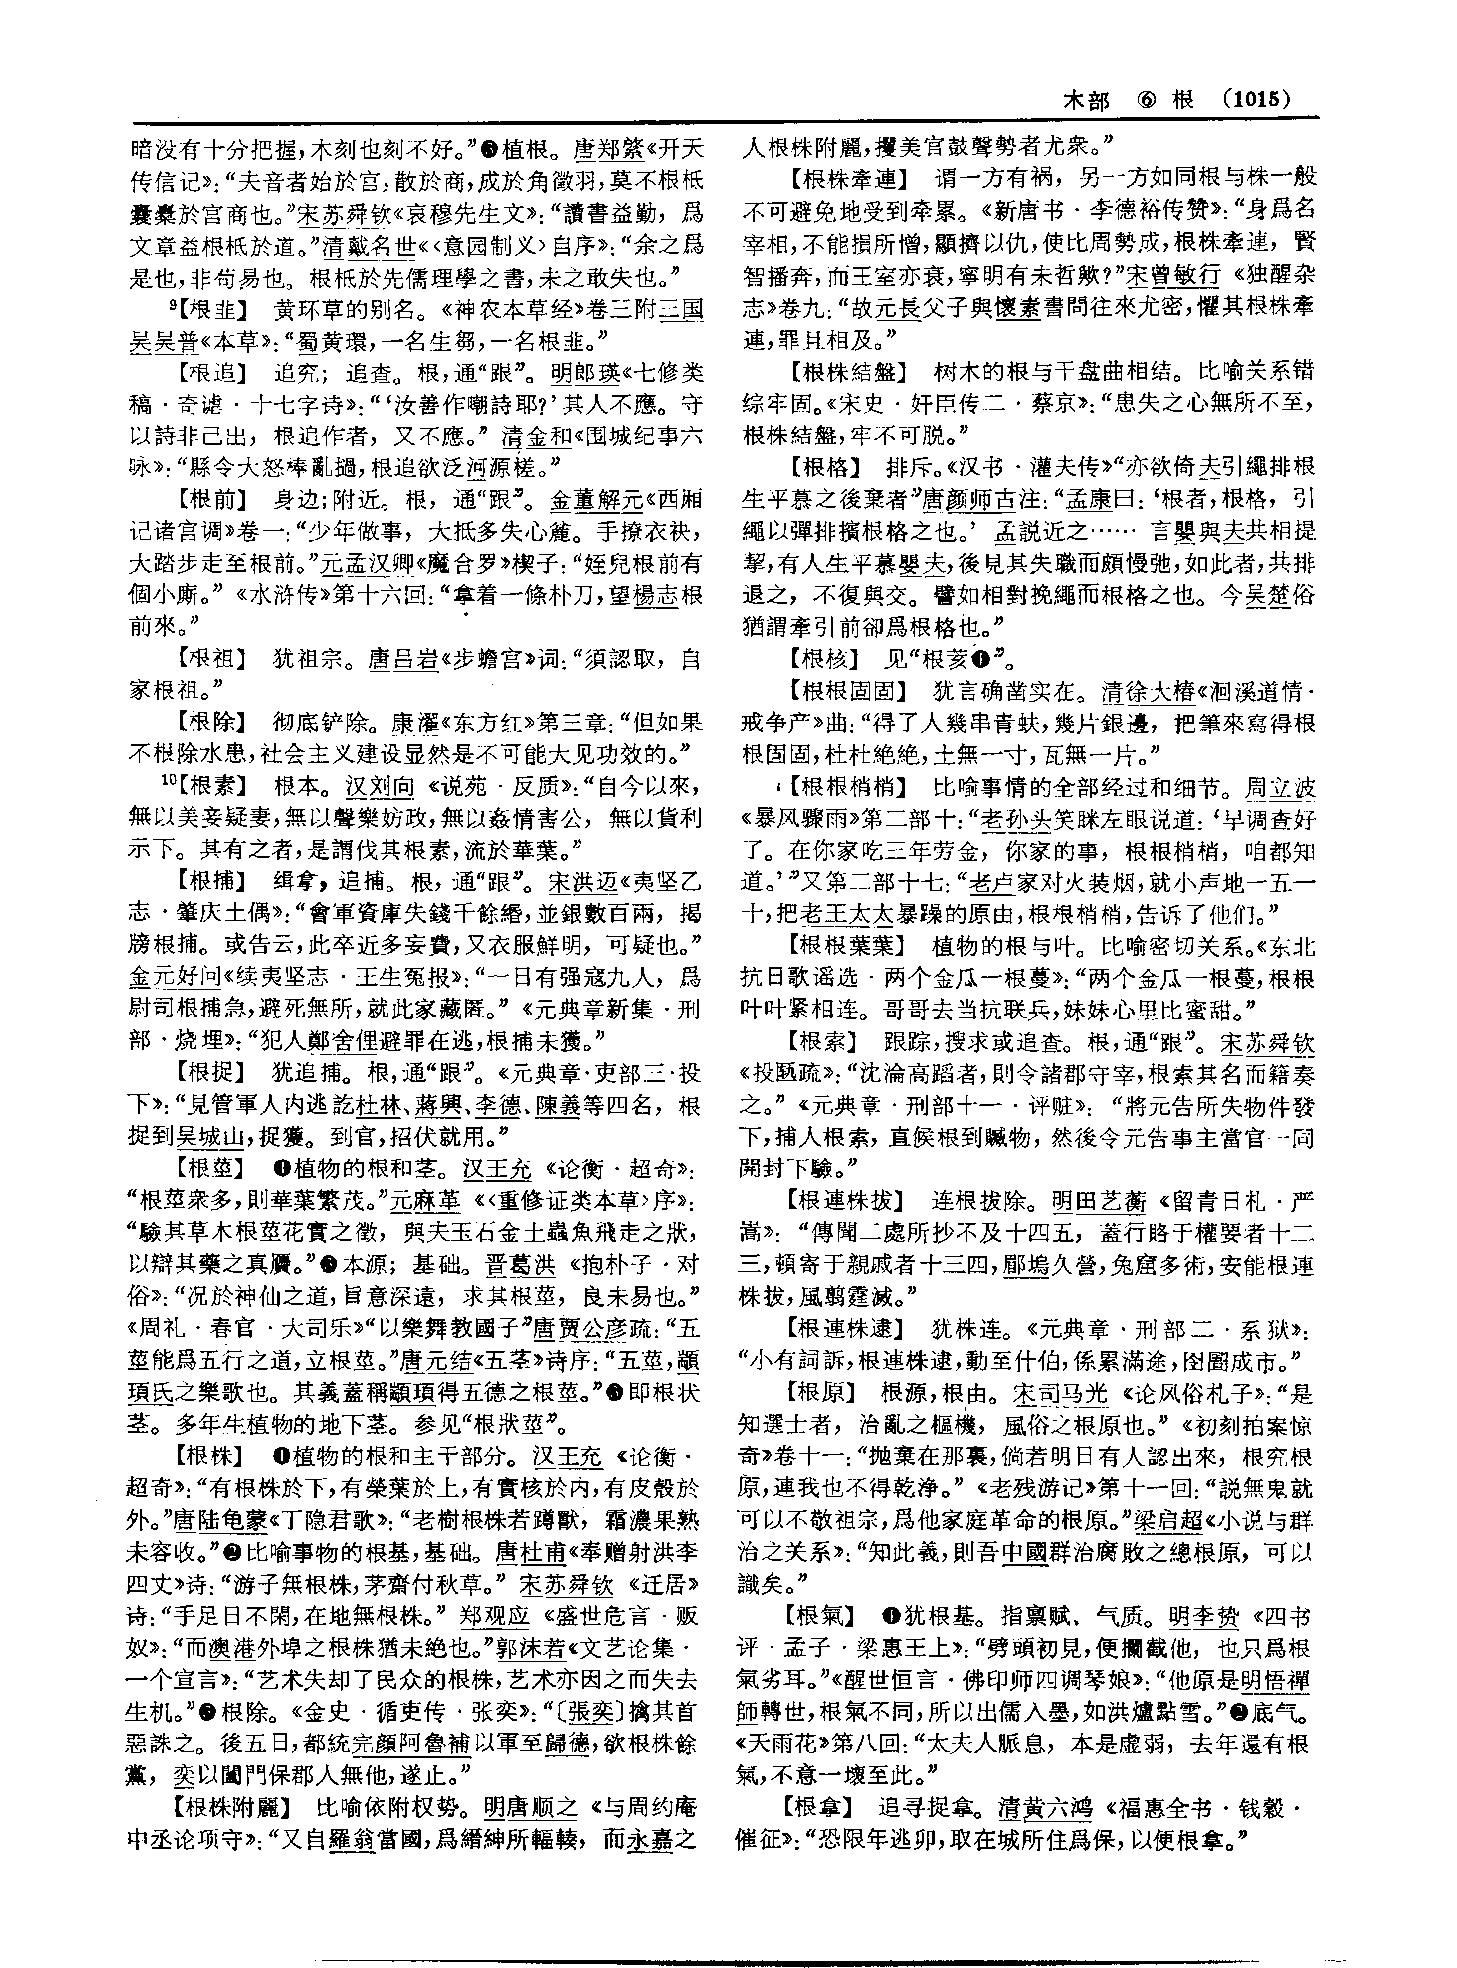 木部 ⑥ 根 (1015)
暗没有十分把握,木刻也刻不好。”❸植根。唐郑綮《开天
传信记》:“夫音者始於宫,散於商,成於角徵羽,莫不根柢
囊橐於宫商也。”宋苏舜钦《哀穆先生文》:“讀書益勤，爲
文章益根柢於道。”清戴名世《〈意园制义〉自序》:“余之爲
是也,非苟易也。根柢於先儒理學之書,未之敢失也。”
⁹【根韭】 黄环草的别名。《神农本草经》卷三附三国
吴吴普《本草》:“蜀黄環,一名生芻,一名根韭。”
【根追】 追究；追查。根,通“跟”。明郎瑛《七修类
稿·奇谑·十七字诗》:“‘汝善作嘲詩耶?’其人不應。守
以詩非己出，根追作者，又不應。”清金和《围城纪事六
咏》:“縣令大怒棒亂撾,根追欲泛河源槎。”
【根前】 身边;附近。根，通“跟”。金董解元《西厢
记诸宫调》卷一:“少年做事，大抵多失心麄。手撩衣袂，
大踏步走至根前。”元孟汉卿《魔合罗》楔子:“姪兒根前有
個小厮。”《水浒传》第十六回:“拿着一條朴刀,望楊志根
前來。”
【根祖】 犹祖宗。唐吕岩《步蟾宫》词:“須認取，自
家根祖。”
【根除】 彻底铲除。康濯《东方红》第三章:“但如果
不根除水患,社会主义建设显然是不可能大见功效的。”
¹⁰【根素】 根本。汉刘向《说苑·反质》:“自今以來，
無以美妾疑妻,無以聲樂妨政,無以姦情害公，無以貨利
示下。其有之者,是謂伐其根素,流於華葉。”
【根捕】 缉拿，追捕。根,通“跟”。宋洪迈《夷坚乙
志·肇庆土偶》:“會軍資庫失錢千餘緡,並銀數百兩，揭
牓根捕。或告云,此卒近多妄費,又衣服鮮明，可疑也。”
金元好问《续夷坚志·王生冤报》:“一日有强寇九人，爲
尉司根捕急,避死無所,就此家藏匿。”《元典章新集·刑
部·烧埋》:“犯人鄭舍俚避罪在逃,根捕未獲。”
【根捉】 犹追捕。根,通“跟”。《元典章·吏部三·投
下》:“見管軍人内逃訖杜林、蔣興、李德、陳義等四名，根
捉到吴城山,捉獲。到官,招伏就用。”
【根莖】 ❶植物的根和茎。汉王充《论衡·超奇》:
“根莖衆多,則華葉繁茂。”元麻革《〈重修证类本草〉序》:
“驗其草木根莖花實之徵，與夫玉石金土蟲魚飛走之狀，
以辯其藥之真贋。”❷本源；基础。晋葛洪《抱朴子·对
俗》:“况於神仙之道,旨意深遠，求其根莖，良未易也。”
《周礼·春官·大司乐》“以樂舞教國子”唐贾公彦疏:“五
莖能爲五行之道,立根莖。”唐元结《五茎》诗序:“五莖,顓
頊氏之樂歌也。其義蓋稱顓頊得五德之根莖。”❸即根状
茎。多年生植物的地下茎。参见“根狀莖”。
【根株】 ❶植物的根和主干部分。汉王充《论衡·
超奇》:“有根株於下,有榮葉於上,有實核於内,有皮殼於
外。”唐陆龟蒙《丁隐君歌》:“老樹根株若蹲獸，霜濃果熟
未容收。”❷比喻事物的根基,基础。唐杜甫《奉赠射洪李
四丈》诗:“游子無根株,茅齋付秋草。”宋苏舜钦《迁居》
诗:“手足日不閑,在地無根株。”郑观应《盛世危言·贩
奴》:“而澳港外埠之根株猶未絶也。”郭沫若《文艺论集·
一个宣言》:“艺术失却了民众的根株,艺术亦因之而失去
生机。”❸根除。《金史·循吏传·张奕》:“〔張奕〕擒其首
惡誅之。後五日,都統完顔阿魯補以軍至歸德,欲根株餘
黨，奕以闔門保郡人無他,遂止。”
【根株附麗】 比喻依附权势。明唐顺之《与周约庵
中丞论项守》:“又自羅翁當國,爲縉紳所輻輳，而永嘉之
人根株附麗,攫美宫鼓聲勢者尤衆。”
【根株牽連】 谓一方有祸，另一方如同根与株一般
不可避免地受到牵累。《新唐书·李德裕传赞》:“身爲名
宰相,不能損所憎,顯擠以仇,使比周勢成,根株牽連，賢
智播奔,而王室亦衰,寧明有未哲歟?”宋曾敏行《独醒杂
志》卷九:“故元長父子與懷素書問往來尤密,懼其根株牽
連,罪且相及。”
【根株結盤】 树木的根与干盘曲相结。比喻关系错
综牢固。《宋史·奸臣传二·蔡京》:“患失之心無所不至，
根株結盤,牢不可脱。”
【根格】 排斥。《汉书·灌夫传》“亦欲倚夫引繩排根
生平慕之後棄者”唐颜师古注:“孟康曰:‘根者,根格，引
繩以彈排擯根格之也。’孟説近之……言嬰與夫共相提
挈,有人生平慕嬰夫,後見其失職而頗慢弛,如此者,共排
退之，不復與交。譬如相對挽繩而根格之也。今吴楚俗
猶謂牽引前卻爲根格也。”
【根核】 见“根荄❶”。
【根根固固】 犹言确凿实在。清徐大椿《洄溪道情·
戒争产》曲:“得了人幾串青蚨,幾片銀邊，把筆來寫得根
根固固,杜杜絶絶,土無一寸,瓦無一片。”
【根根梢梢】 比喻事情的全部经过和细节。周立波
《暴风骤雨》第二部十:“老孙头笑眯左眼说道:‘早调查好
了。在你家吃三年劳金，你家的事，根根梢梢，咱都知
道。’”又第二部十七:“老卢家对火装烟,就小声地一五一
十,把老王太太暴躁的原由,根根梢梢,告诉了他们。”
【根根葉葉】 植物的根与叶。比喻密切关系。《东北
抗日歌谣选·两个金瓜一根蔓》:“两个金瓜一根蔓,根根
叶叶紧相连。哥哥去当抗联兵,妹妹心里比蜜甜。”
【根索】 跟踪,搜求或追查。根,通“跟”。宋苏舜钦
《投匦疏》:“沈淪高蹈者,則令諸郡守宰,根索其名而籍奏
之。”《元典章·刑部十一·评赃》:“將元告所失物件發
下,捕人根索，直候根到贓物，然後令元告事主當官一同
開封下驗。”
【根連株拔】 连根拔除。明田艺蘅《留青日札·严
嵩》:“傳聞二處所抄不及十四五，蓋行賂于權要者十二
三,頓寄于親戚者十三四,郿塢久營,兔窟多術,安能根連
株拔,風翦霆滅。”
【根連株逮】 犹株连。《元典章·刑部二·系狱》:
“小有詞訴,根連株逮,動至什伯,係累滿途,囹圄成市。”
【根原】 根源,根由。宋司马光《论风俗札子》:“是
知選士者，治亂之樞機，風俗之根原也。”《初刻拍案惊
奇》卷十一:“抛棄在那裏,倘若明日有人認出來，根究根
原,連我也不得乾净。”《老残游记》第十一回:“説無鬼就
可以不敬祖宗,爲他家庭革命的根原。”梁启超《小说与群
治之关系》:“知此義,則吾中國群治腐敗之總根原，可以
識矣。”
【根氣】 ❶犹根基。指禀赋、气质。明李贽《四书
评·孟子·梁惠王上》:“劈頭初見,便攔截他，也只爲根
氣劣耳。”《醒世恒言·佛印师四调琴娘》:“他原是明悟禪
師轉世,根氣不同,所以出儒入墨,如洪爐點雪。”❷底气。
《天雨花》第八回:“太夫人脈息，本是虚弱，去年還有根
氣,不意一壞至此。”
【根拿】 追寻捉拿。清黄六鸿《福惠全书·钱穀·
催征》:“恐限年逃卯,取在城所住爲保,以便根拿。”